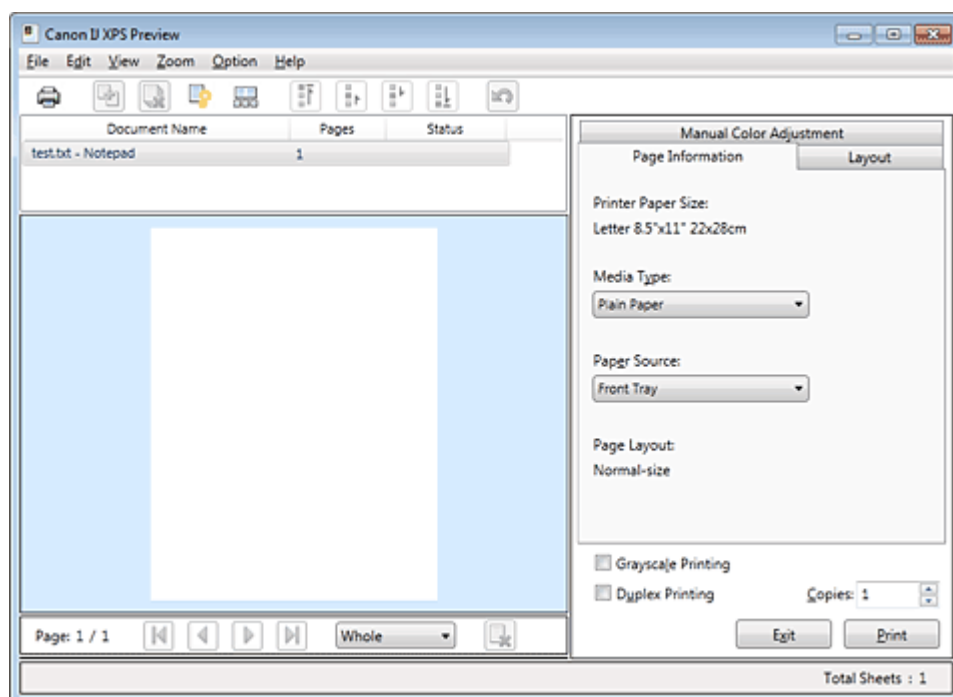 Canon IJ XPS Preview
File Edit View Zoom Option Help
Document Name Pages Status
test.txt - Notepad 1
Manual Color Adjustment
Page Information Layout
Printer Paper Size:
Letter 8.5"x11" 22x28cm
Media Type:
Plain Paper
Paper Source:
Front Tray
Page Layout:
Normal-size
Grayscale Printing
Duplex Printing Copies: 1
Page: 1 / 1 Whole Exit Print
Total Sheets : 1